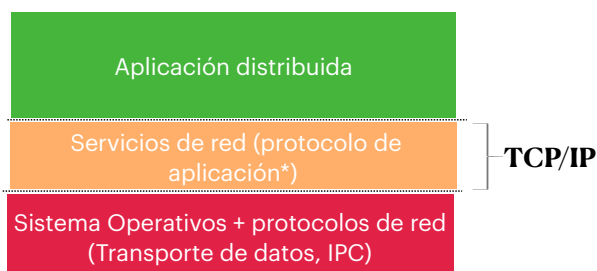 Aplicación distribuida
Servicios de red (protocolo de
aplicación*)
TCP/IP
Sistema Operativos + protocolos de red
(Transporte de datos, IPC)